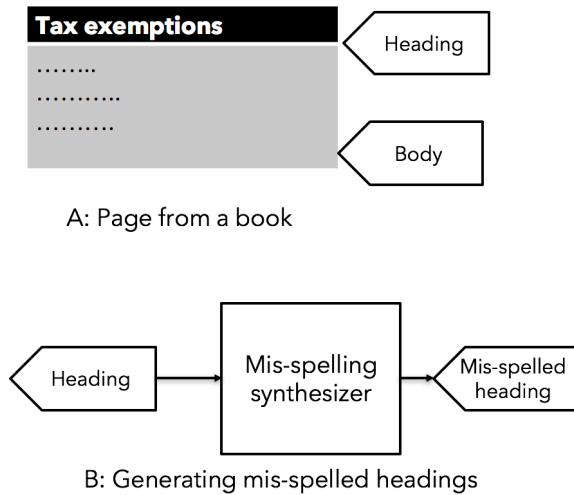 Tax exemptions
........
...........
..........
Heading
Body
A: Page from a book
Heading
Mis-spelling
synthesizer
Mis-spelled
heading
B: Generating mis-spelled headings